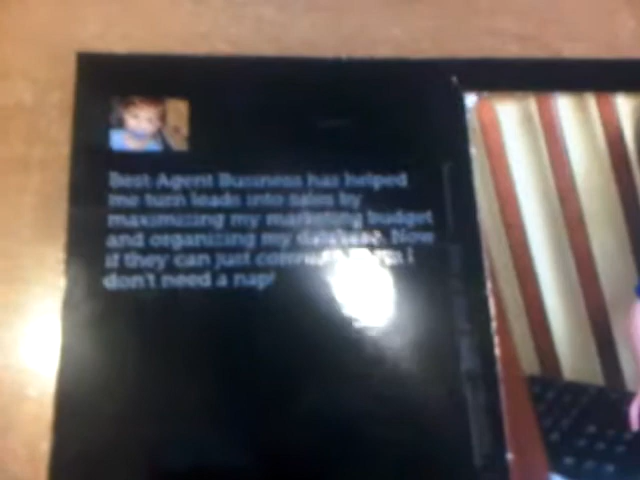 Best Agent Business has helped
me turn leads into sales by
maximizing my marketing budget
and organizing my database. Now
if they can just I
don't need a nap!